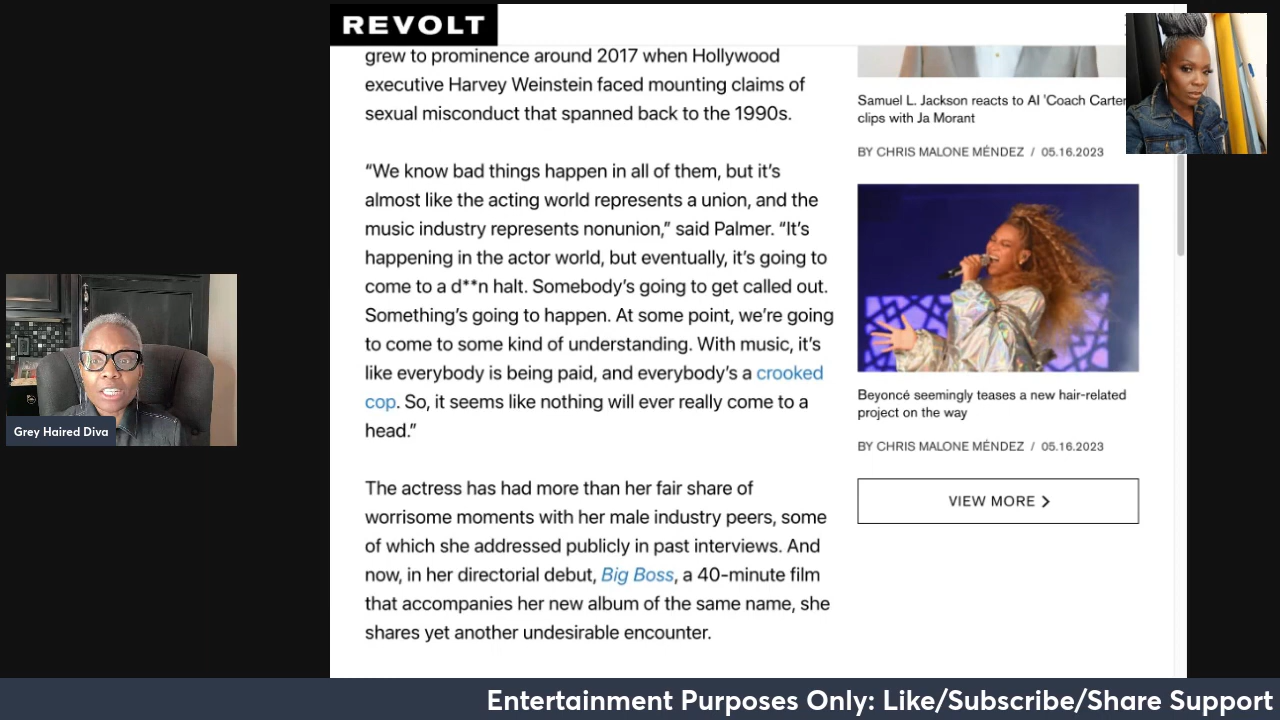 REVOLT
grew to prominence around 2017 when Hollywood
executive Harvey Weinstein faced mounting claims of
sexual misconduct that spanned back to the 1990s.
“We know bad things happen in all of them, but it’s
almost like the acting world represents a union, and the
music industry represents nonunion,” said Palmer. “It’s
happening in the actor world, but eventually, it’s going to
come to a d**n halt. Somebody’s going to get called out.
Something’s going to happen. At some point, we’re going
to come to some kind of understanding. With music, it’s
like everybody is being paid, and everybody’s a crooked
cop. So, it seems like nothing will ever really come to a
head.”
The actress has had more than her fair share of
worrisome moments with her male industry peers, some
of which she addressed publicly in past interviews. And
now, in her directorial debut, Big Boss, a 40-minute film
that accompanies her new album of the same name, she
shares yet another undesirable encounter.
Samuel L. Jackson reacts to AI 'Coach Carter
clips with Ja Morant
BY CHRIS MALONE MÉNDEZ / 05.16.2023
Beyoncé seemingly teases a new hair-related
project on the way
BY CHRIS MALONE MÉNDEZ / 05.16.2023
VIEW MORE >
Grey Haired Diva
Entertainment Purposes Only: Like/Subscribe/Share Support